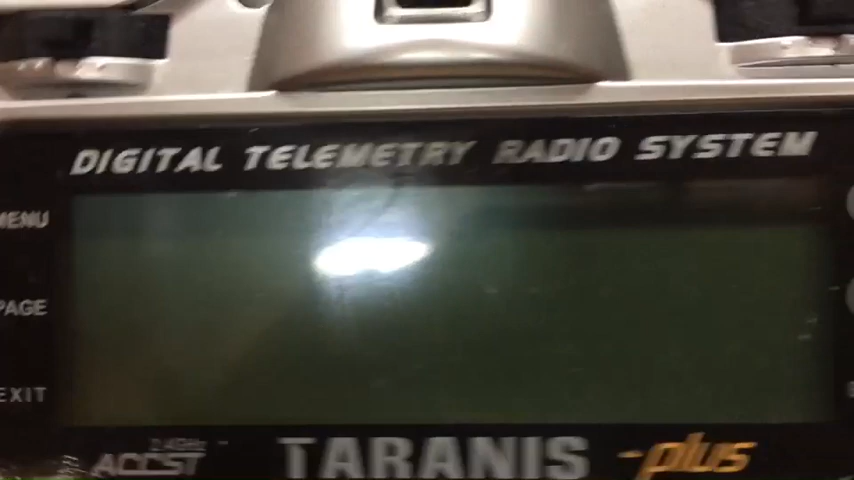 DIGITAL TELEMETRY RADIO SYSTEM
MENU
PAGE
EXIT
2.4GHz
ACCST
TARANIS -plus